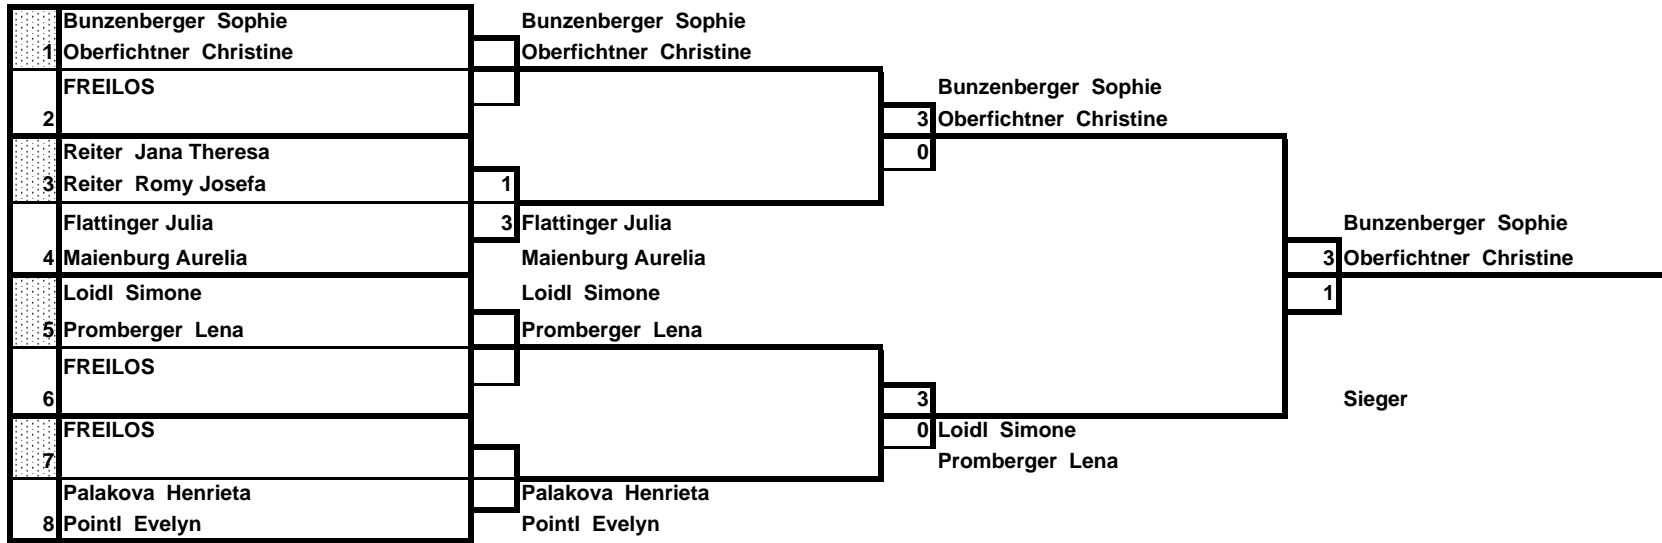 Bunzenberger Sophie Bunzenberger Sophie
1 Oberfichtner Christine Oberfichtner Christine
FREILOS Bunzenberger Sophie
2 3 Oberfichtner Christine
Reiter Jana Theresa 0
3 Reiter Romy Josefa 1
Flattinger Julia 3 Flattinger Julia Bunzenberger Sophie
4 Maienburg Aurelia Maienburg Aurelia 3 Oberfichtner Christine
Loidl Simone Loidl Simone 1
5 Promberger Lena Promberger Lena
FREILOS
6 3 Sieger
FREILOS 0 Loidl Simone
7 Promberger Lena
Palakova Henrieta Palakova Henrieta
8 Pointl Evelyn Pointl Evelyn